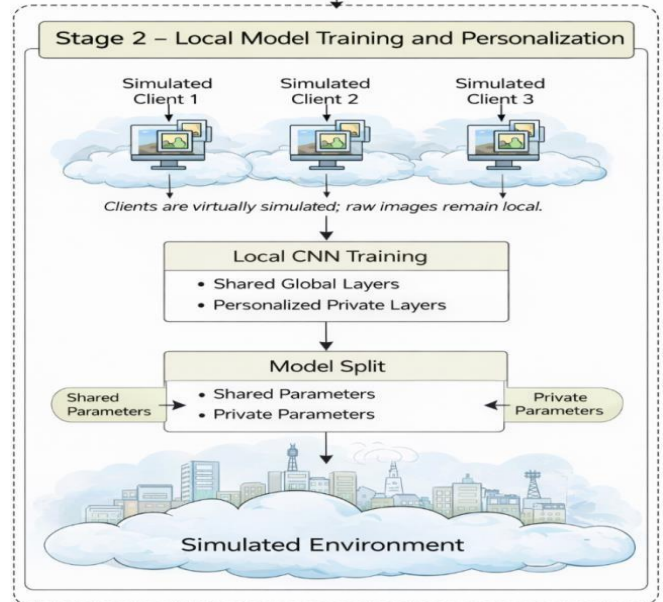 Stage 2 – Local Model Training and Personalization
Simulated
Client 1
Simulated
Client 2
Simulated
Client 3
Clients are virtually simulated; raw images remain local.
Local CNN Training
• Shared Global Layers
• Personalized Private Layers
Model Split
Shared
Parameters
• Shared Parameters
• Private Parameters
Private
Parameters
Simulated Environment